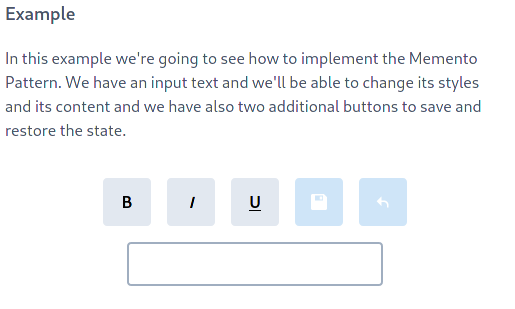 Example
In this example we're going to see how to implement the Memento
Pattern. We have an input text and we'll be able to change its styles
and its content and we have also two additional buttons to save and
restore the state.
B I U